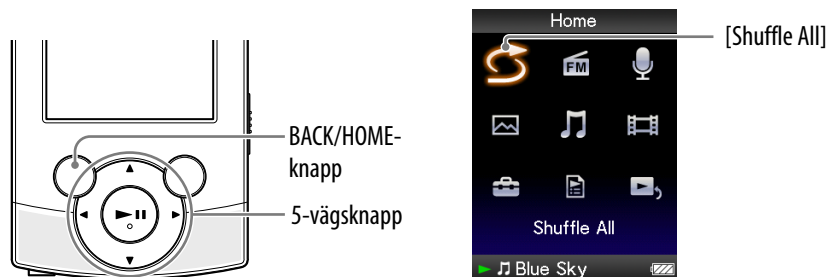 BACK/HOME-
knapp
5-vägsknapp
Home
[Shuffle All]
FM
Shuffle All
Blue Sky